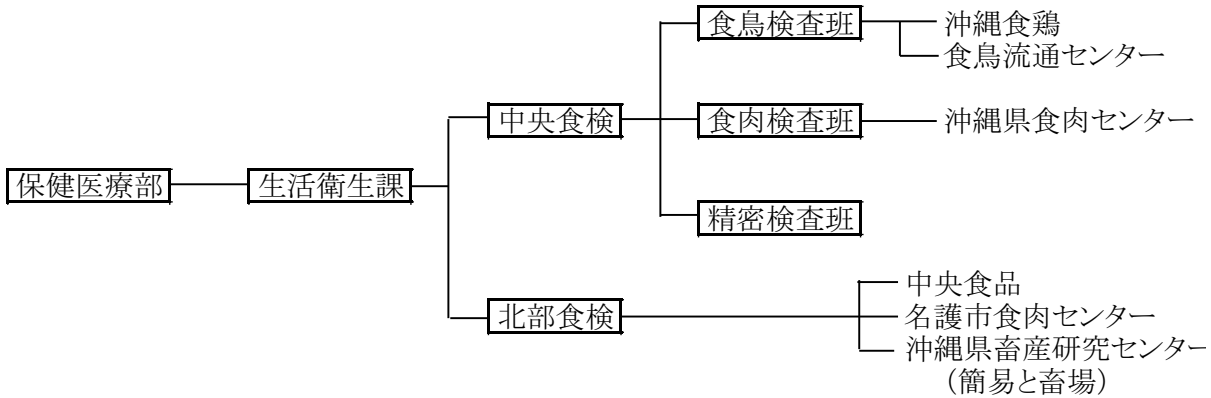 食鳥検査班
沖縄食鶏
食鳥流通センター
中央食検
食肉検査班
沖縄県食肉センター
保健医療部
生活衛生課
精密検査班
中央食品
北部食検
名護市食肉センター
沖縄県畜産研究センター
(簡易と畜場)